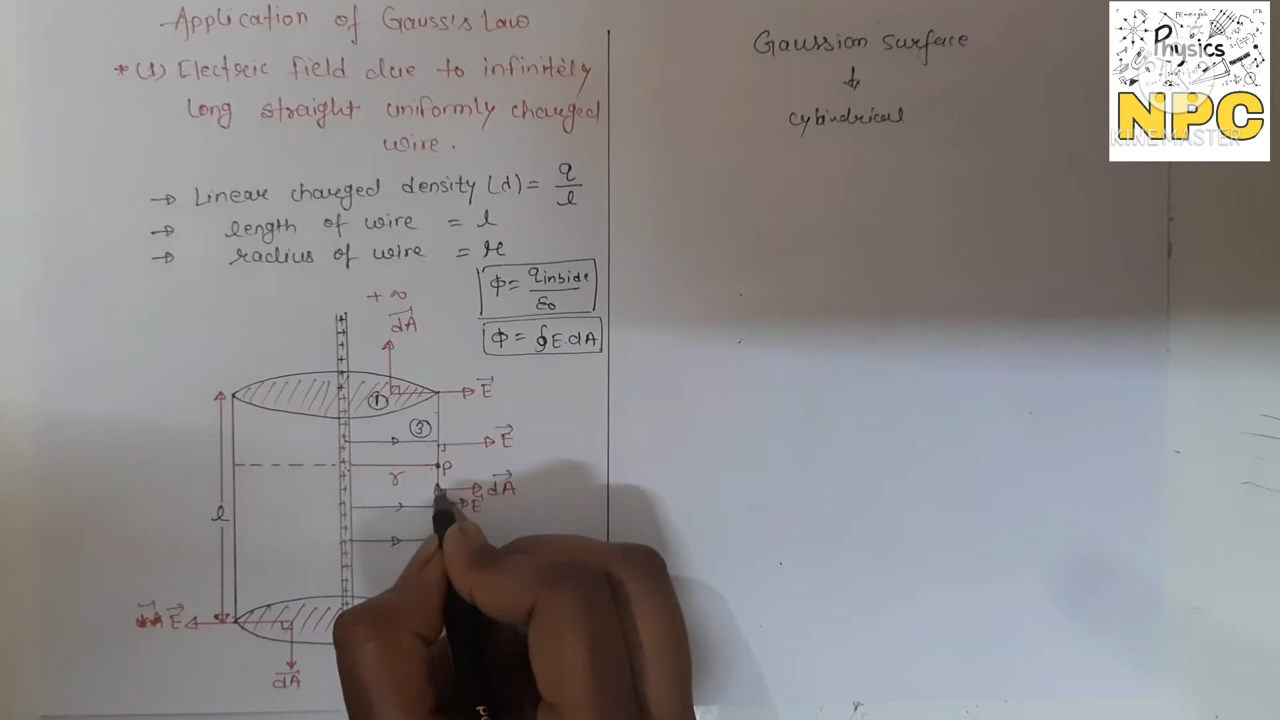 Application of Gauss's Law
*(1) Electric field due to infinitely
long straight uniformly charged
wire.
→ Linear charged density (d) = q/l
→ length of wire = l
→ radius of wire = r
Φ = qinside/ε₀
Φ = ∮E.dA
+ ∞
dA
E
①
③
E
P
r
dA
E
l
E
dA
Gaussion surface
↓
cylindrical
Physics
NPC
KINEMASTER